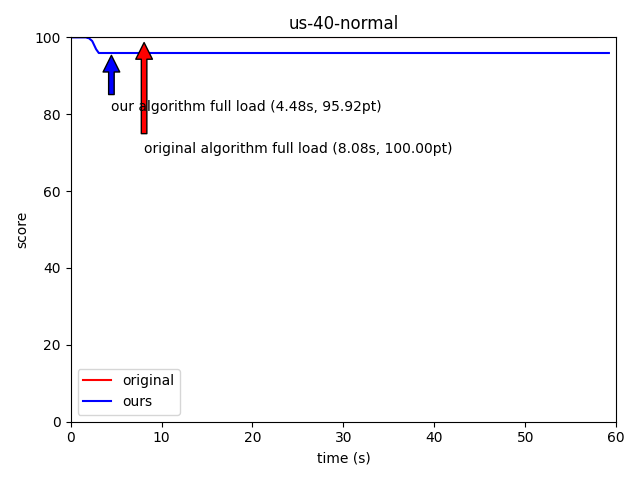 us-40-normal
100
80
60
40
20
0
score
our algorithm full load (4.48s, 95.92pt)
original algorithm full load (8.08s, 100.00pt)
original
ours
0 10 20 30 40 50 60
time (s)